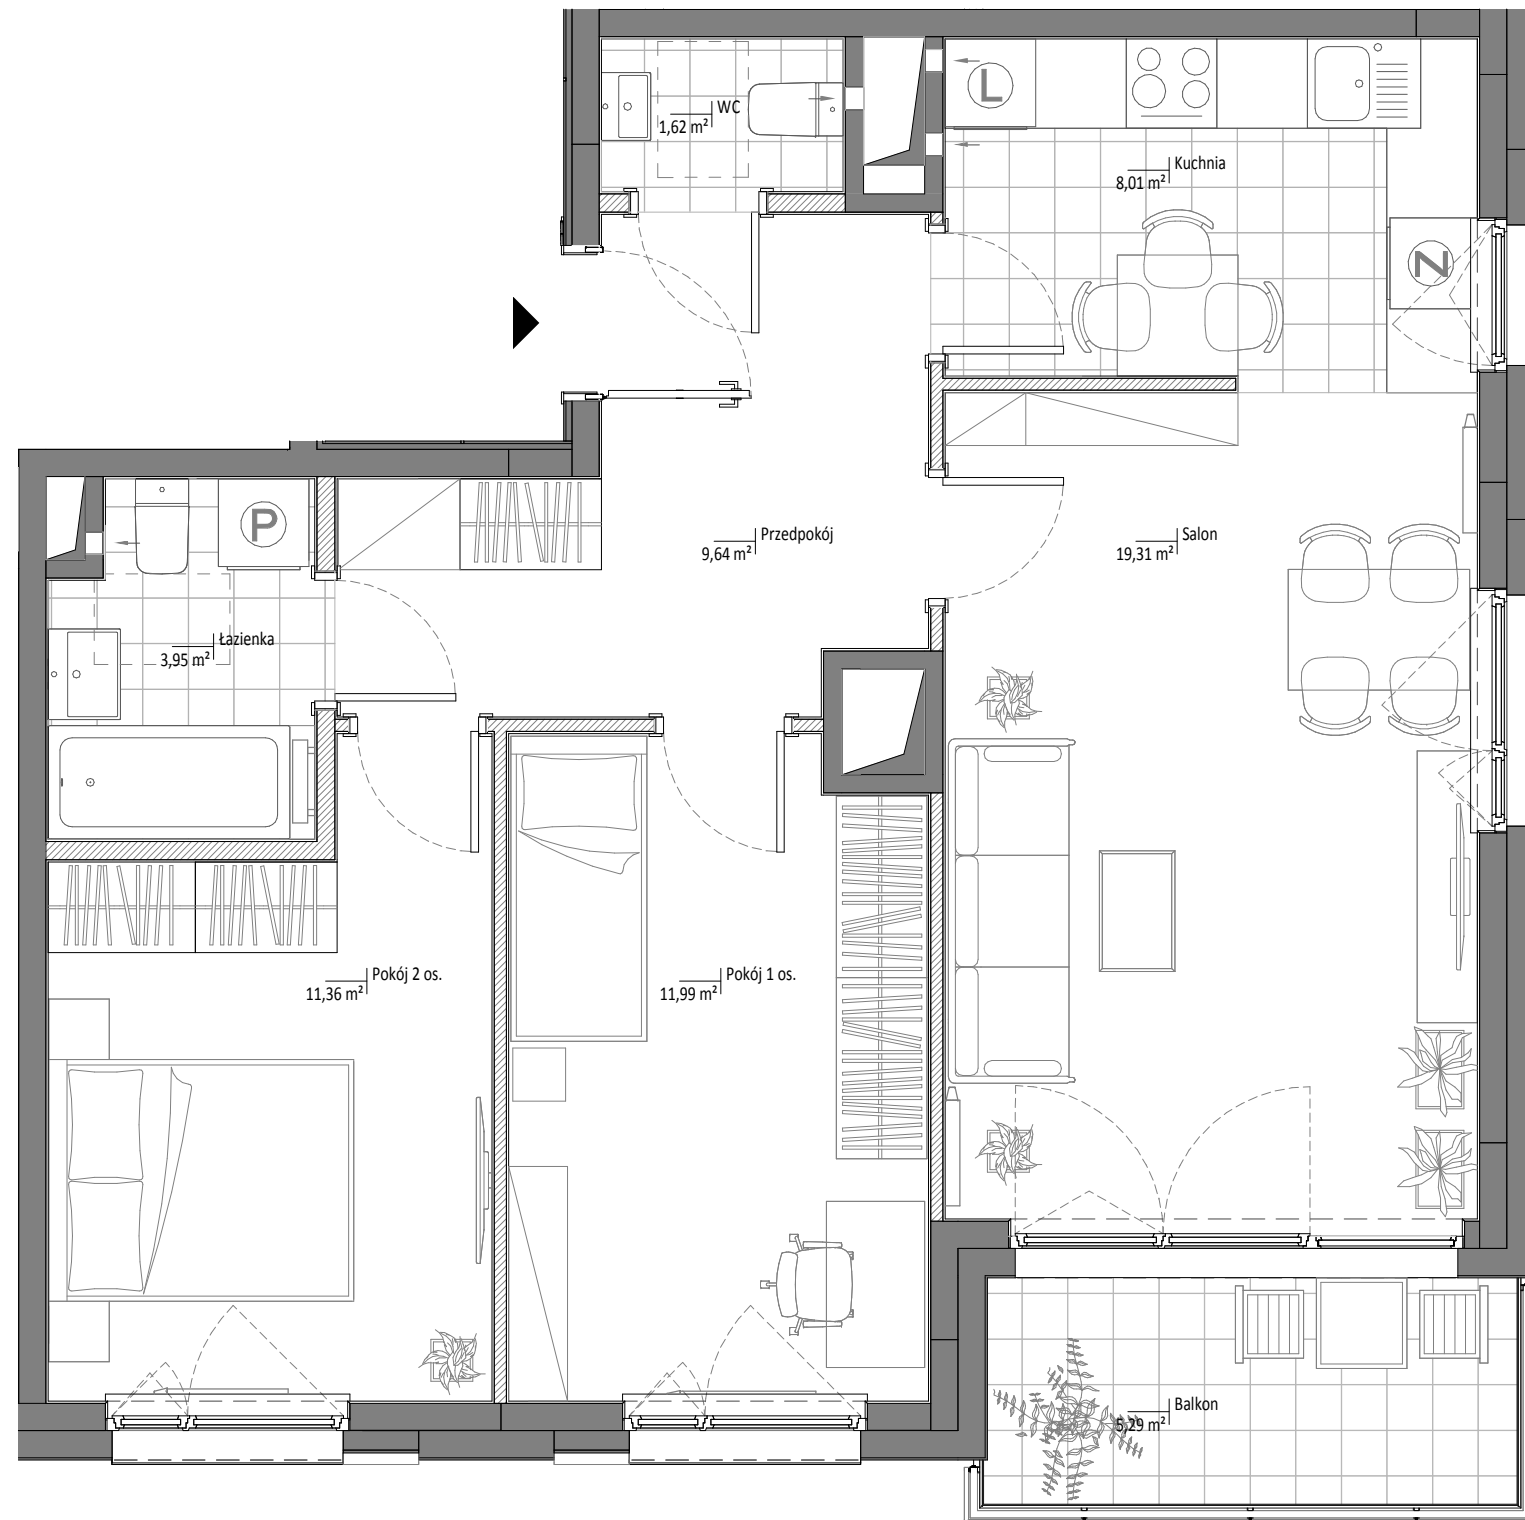 WC
1,62 m²
L
Kuchnia
8,01 m²
N
P
Przedpokój
9,64 m²
Salon
19,31 m²
Łazienka
3,95 m²
Pokój 2 os.
11,36 m²
Pokój 1 os.
11,99 m²
Balkon
5,29 m²